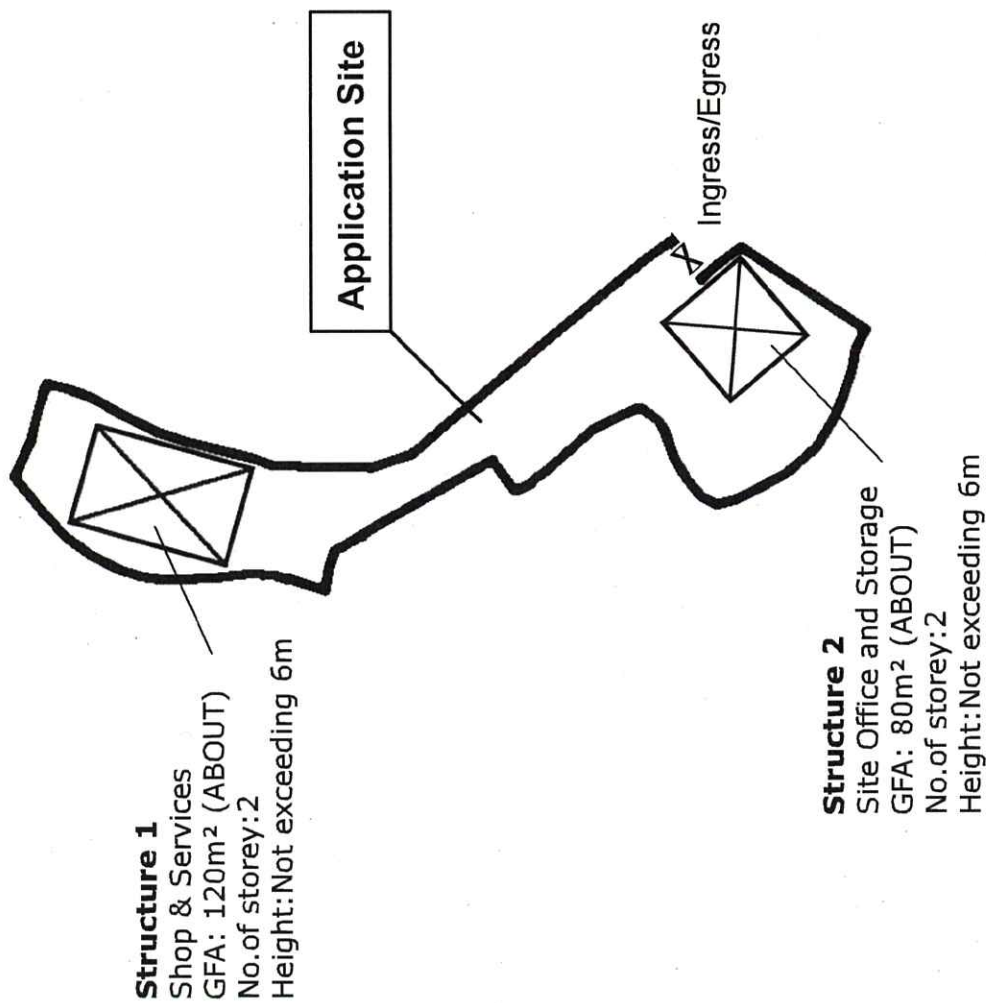 Structure 1
Shop & Services
GFA: 120m² (ABOUT)
No.of storey:2
Height:Not exceeding 6m
Application Site
Ingress/Egress
Structure 2
Site Office and Storage
GFA: 80m² (ABOUT)
No.of storey:2
Height:Not exceeding 6m